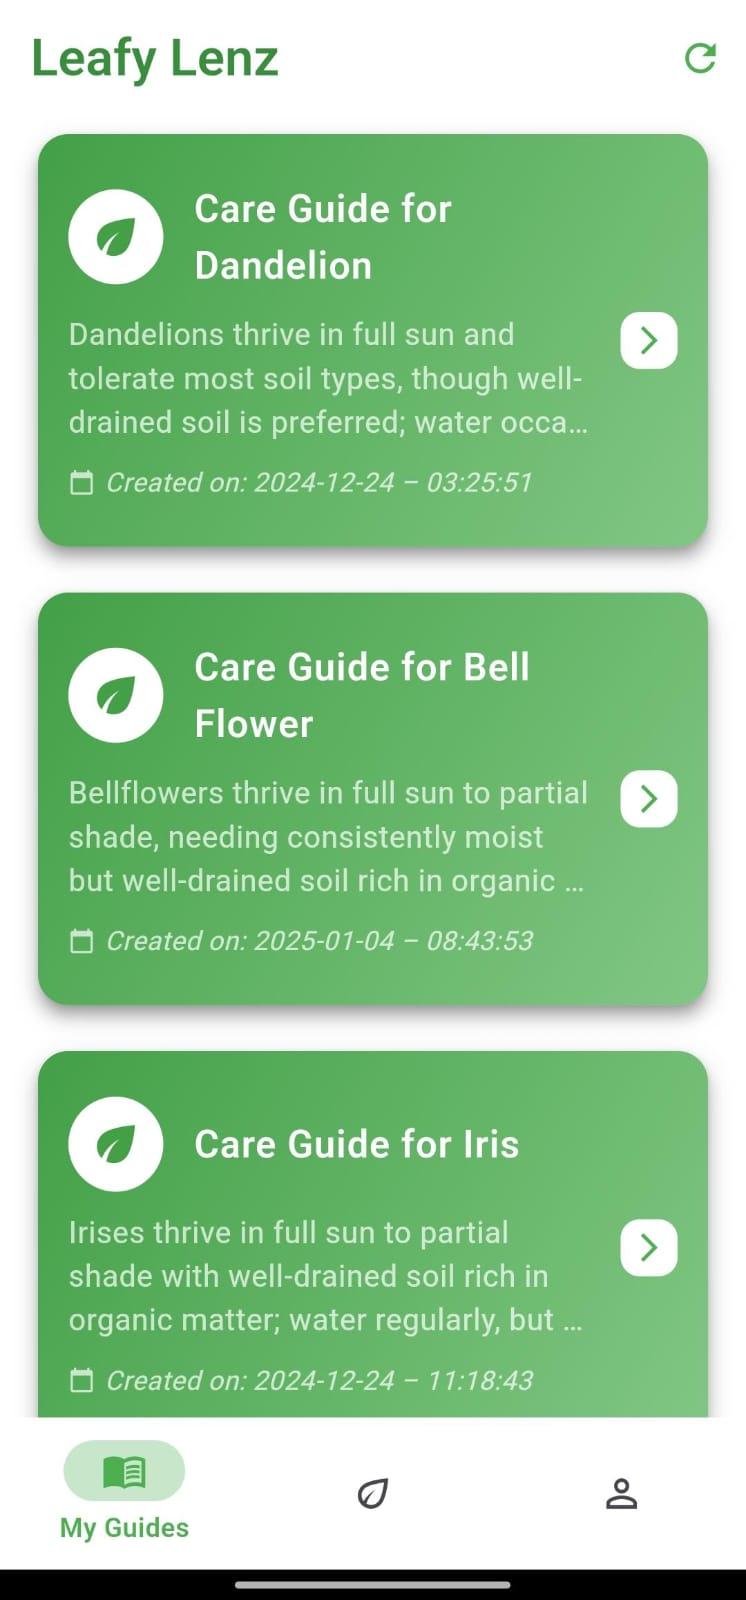 Leafy Lenz
Care Guide for
Dandelion
Dandelions thrive in full sun and
tolerate most soil types, though well-
drained soil is preferred; water occa...
Created on: 2024-12-24 – 03:25:51
Care Guide for Bell
Flower
Bellflowers thrive in full sun to partial
shade, needing consistently moist
but well-drained soil rich in organic ...
Created on: 2025-01-04 – 08:43:53
Care Guide for Iris
Irises thrive in full sun to partial
shade with well-drained soil rich in
organic matter; water regularly, but ...
Created on: 2024-12-24 – 11:18:43
My Guides